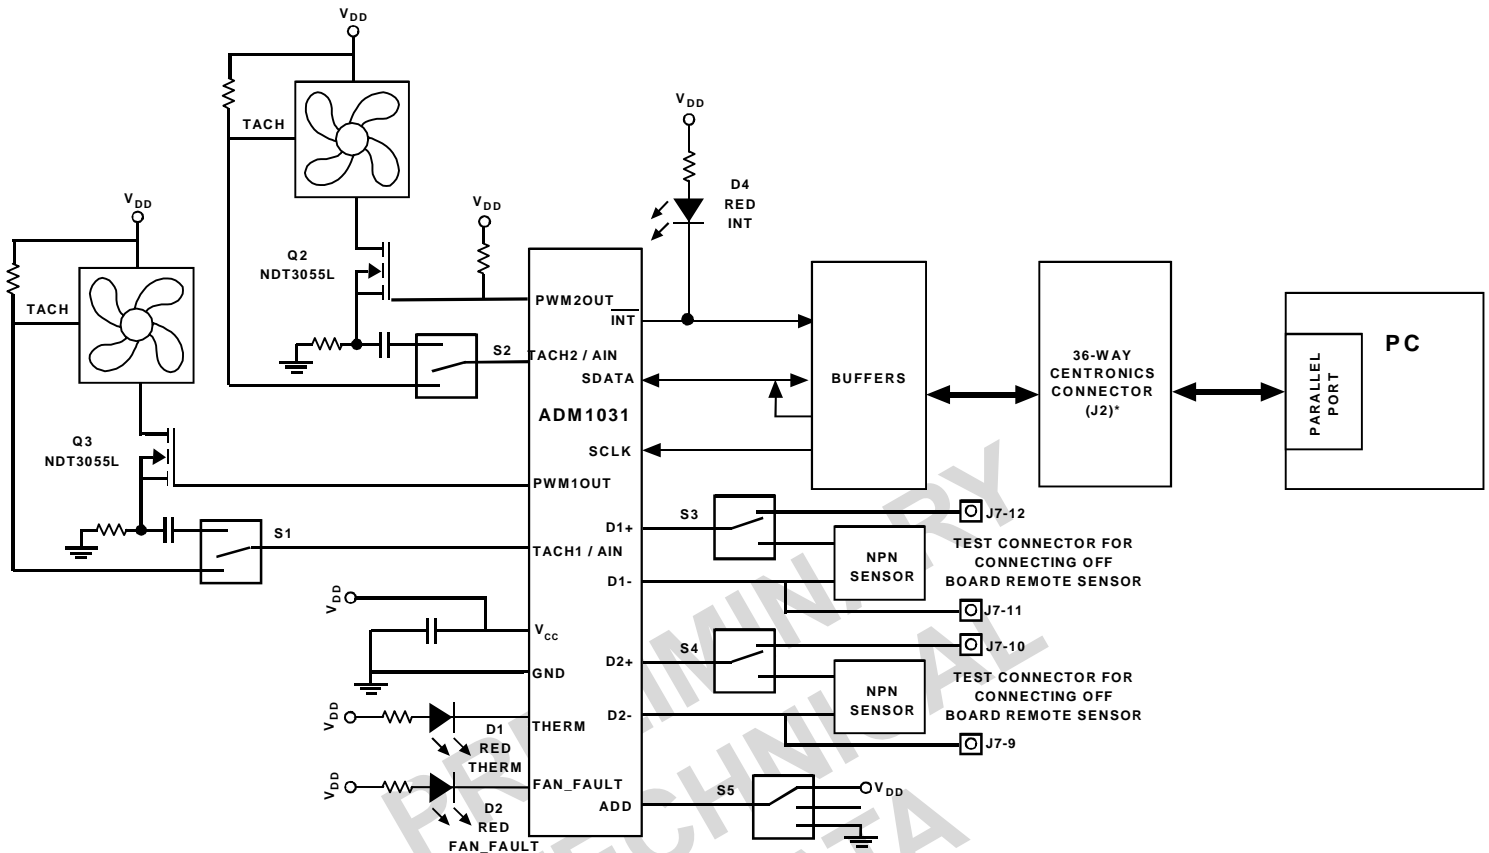 VDD
TACH
VDD
D4
RED
INT
VDD
VDD
Q2
NDT3055L
TACH
PWM2OUT
INT
S2
TACH2 / AIN
SDATA
ADM1031
SCLK
BUFFERS
36-WAY
CENTRONICS
CONNECTOR
(J2)*
PARALLEL
PORT
PC
Q3
NDT3055L
PWM1OUT
S1
TACH1 / AIN
D1+
S3
J7-12
NPN
SENSOR
TEST CONNECTOR FOR
CONNECTING OFF
BOARD REMOTE SENSOR
D1-
J7-11
VDD
VCC
GND
D2+
S4
J7-10
NPN
SENSOR
TEST CONNECTOR FOR
CONNECTING OFF
BOARD REMOTE SENSOR
D2-
J7-9
VDD
D1
RED
THERM
THERM
VDD
D2
RED
FAN_FAULT
FAN_FAULT
ADD
S5
VDD
PRELIMINARY
TECHNICAL
DATA